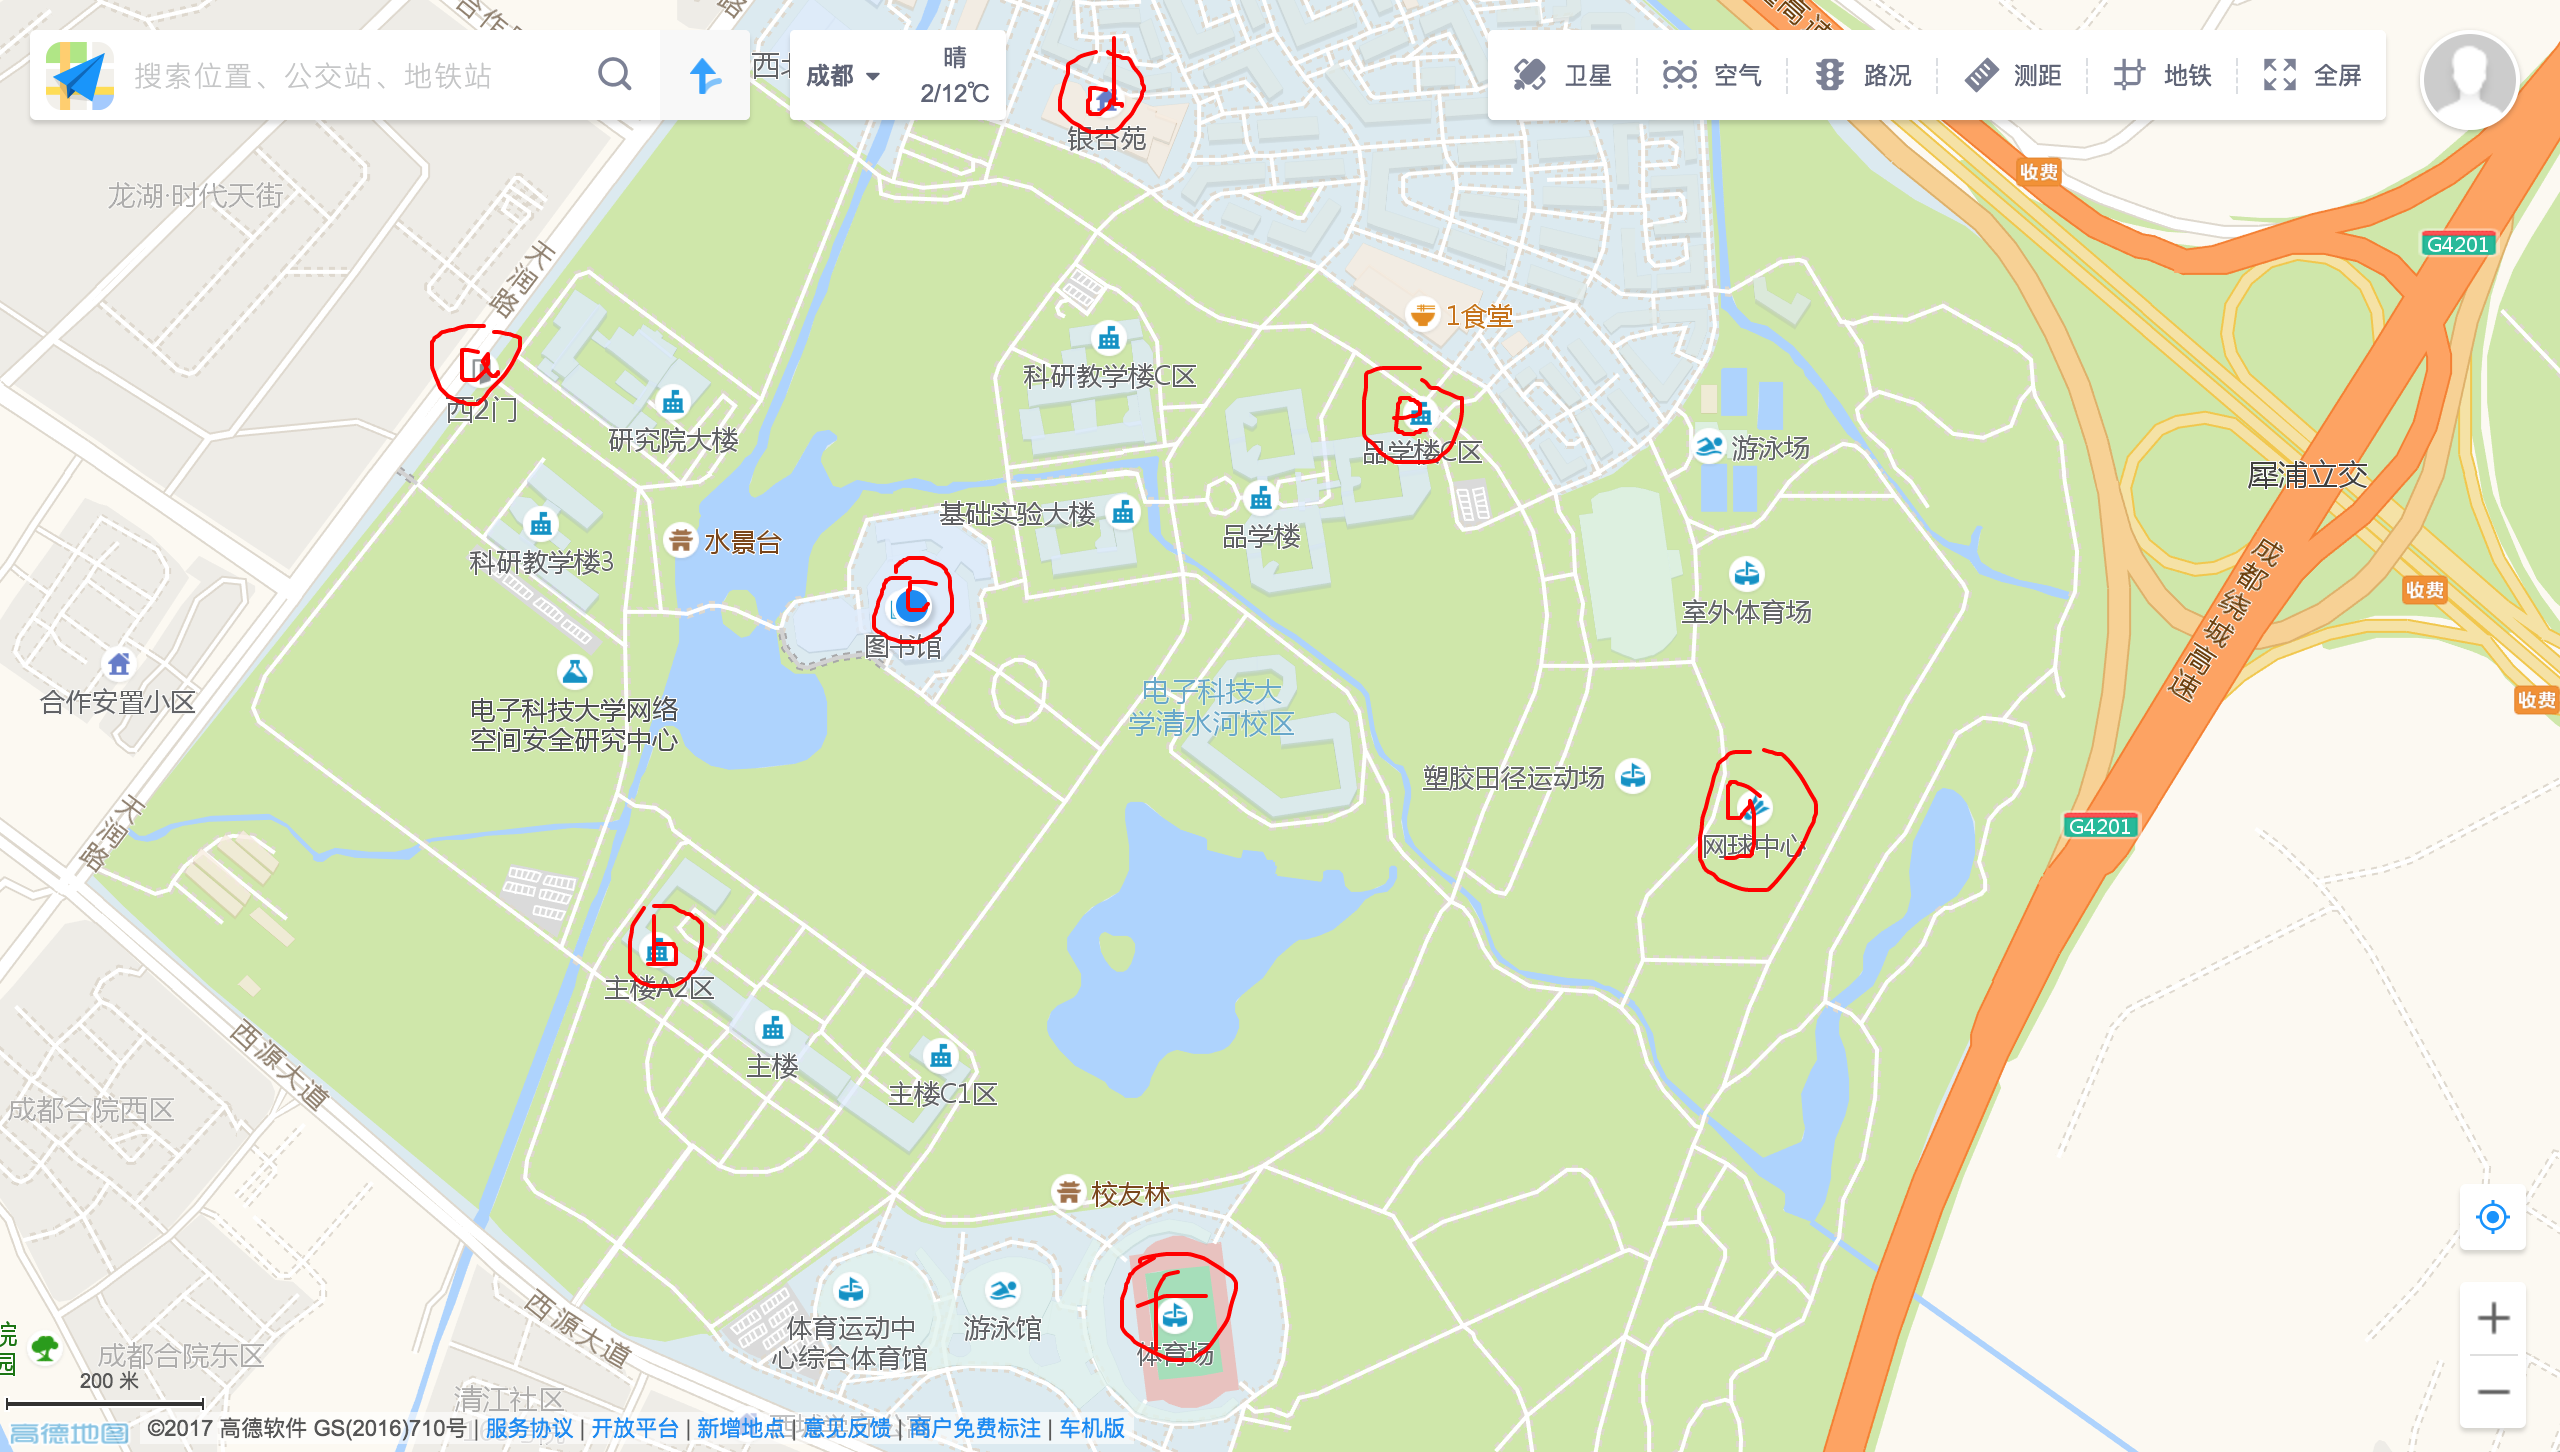 合作
路
高速
搜索位置、公交站、地铁站
西北
成都
晴
2/12℃
卫星
空气
路况
测距
地铁
全屏
d
银杏苑
收费
龙湖·时代天街
天润路
G4201
1食堂
a
西2门
科研教学楼C区
研究院大楼
e
品学楼C区
游泳场
犀浦立交
基础实验大楼
品学楼
水景台
科研教学楼3
成都绕城高速
收费
室外体育场
c
图书馆
合作安置小区
电子科技大学网络
空间安全研究中心
电子科技大
学清水河校区
收费
塑胶田径运动场
g
网球中心
天润路
G4201
b
主楼A2区
主楼
主楼C1区
西源大道
成都合院西区
校友林
体育运动中
心综合体育馆
游泳馆
f
体育场
西源大道
院
园
成都合院东区
200 米
清江社区
高德地图
©2017 高德软件 GS(2016)710号 | 服务协议 | 开放平台 | 新增地点 | 意见反馈 | 商户免费标注 | 车机版